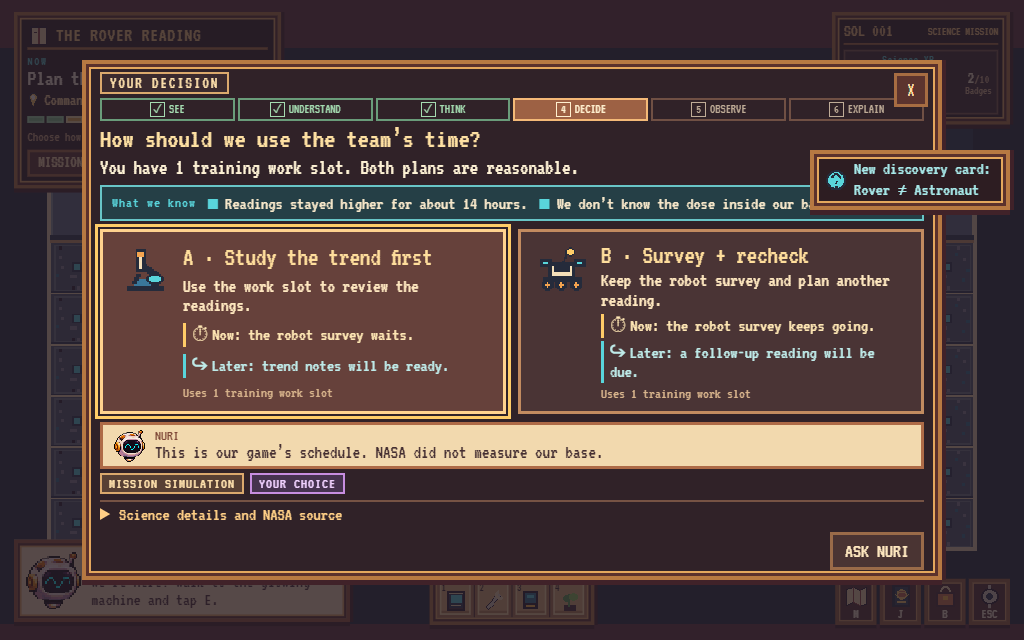 THE ROVER READING
NOW
Plan th
Comman
Choose how
MISSION
SOL 001
SCIENCE MISSION
2/10
Badges
YOUR DECISION
X
SEE
UNDERSTAND
THINK
4 DECIDE
5 OBSERVE
6 EXPLAIN
How should we use the team's time?
You have 1 training work slot. Both plans are reasonable.
New discovery card:
Rover ≠ Astronaut
What we know
Readings stayed higher for about 14 hours.
We don't know the dose inside our b
A · Study the trend first
Use the work slot to review the
readings.
Now: the robot survey waits.
Later: trend notes will be ready.
Uses 1 training work slot
B · Survey + recheck
Keep the robot survey and plan another
reading.
Now: the robot survey keeps going.
Later: a follow-up reading will be
due.
Uses 1 training work slot
NURI
This is our game's schedule. NASA did not measure our base.
MISSION SIMULATION
YOUR CHOICE
Science details and NASA source
ASK NURI
machine and tap E.
M
J
B
ESC